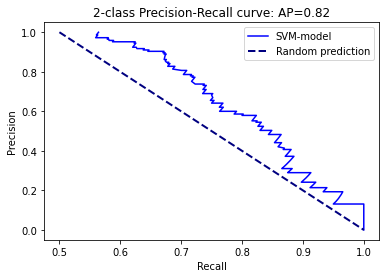 2-class Precision-Recall curve: AP=0.82
SVM-model
Random prediction
Precision
1.0
0.8
0.6
0.4
0.2
0.0
0.5
0.6
0.7
0.8
0.9
1.0
Recall